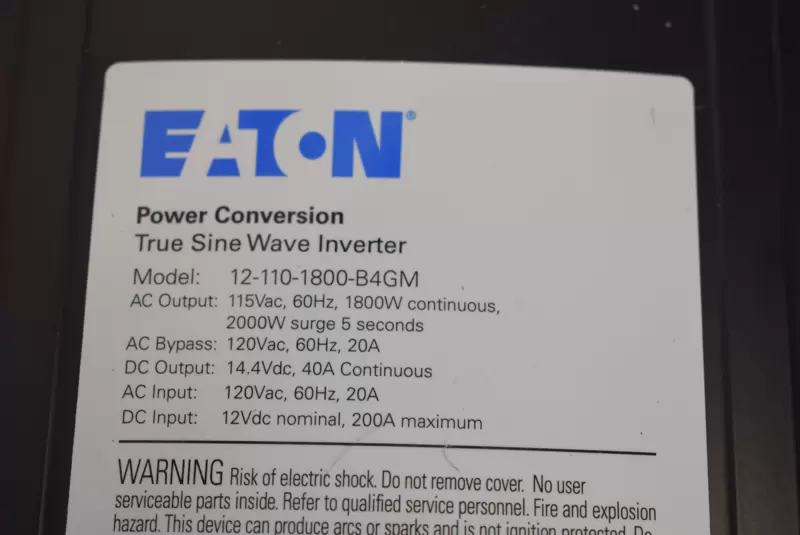 EATON®
Power Conversion
True Sine Wave Inverter
Model: 12-110-1800-B4GM
AC Output: 115Vac, 60Hz, 1800W continuous,
2000W surge 5 seconds
AC Bypass: 120Vac, 60Hz, 20A
DC Output: 14.4Vdc, 40A Continuous
AC Input: 120Vac, 60Hz, 20A
DC Input: 12Vdc nominal, 200A maximum
WARNING Risk of electric shock. Do not remove cover. No user
serviceable parts inside. Refer to qualified service personnel. Fire and explosion
hazard. This device can produce arcs or sparks and is not ignition protected. Do